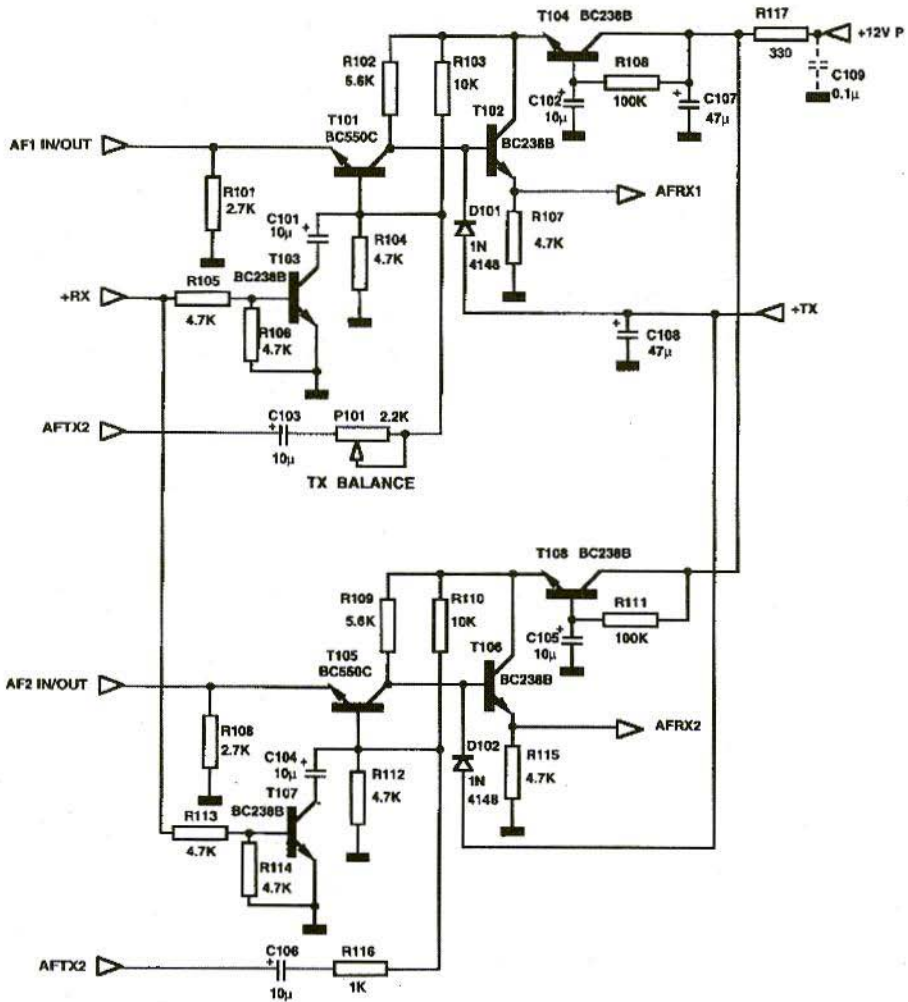 T104 BC238B
R117
+12V P
330
R102
5.6K
R103
10K
R108
100K
C102
10µ
C107
47µ
C109
0.1µ
T101
BC550C
T102
BC238B
AF1 IN/OUT
AFRX1
R101
2.7K
C101
10µ
R104
4.7K
D101
1N
4148
R107
4.7K
T103
BC238B
+RX
R105
4.7K
R106
4.7K
+TX
C108
47µ
AFTX2
C103
10µ
P101
2.2K
TX BALANCE
T108 BC238B
R109
5.6K
R110
10K
R111
100K
C105
10µ
T105
BC550C
T106
BC238B
AF2 IN/OUT
AFRX2
R108
2.7K
C104
10µ
R112
4.7K
D102
1N
4148
R115
4.7K
T107
BC238B
R113
4.7K
R114
4.7K
AFTX2
C106
10µ
R116
1K